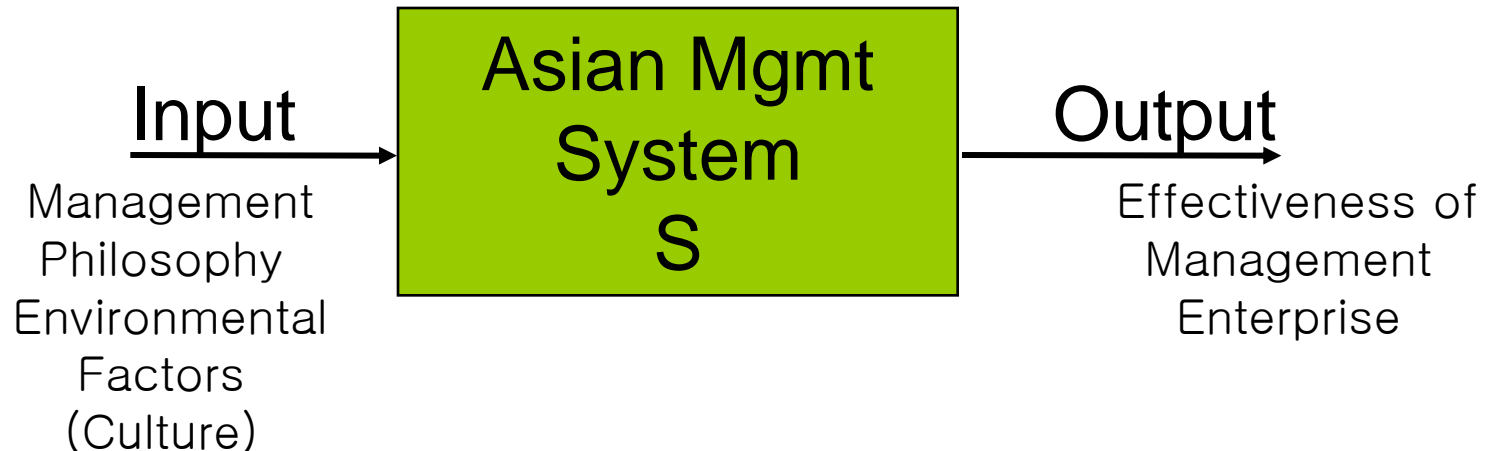 Input
Management
Philosophy
Environmental
Factors
(Culture)
Asian Mgmt
System
S
Output
Effectiveness of
Management
Enterprise